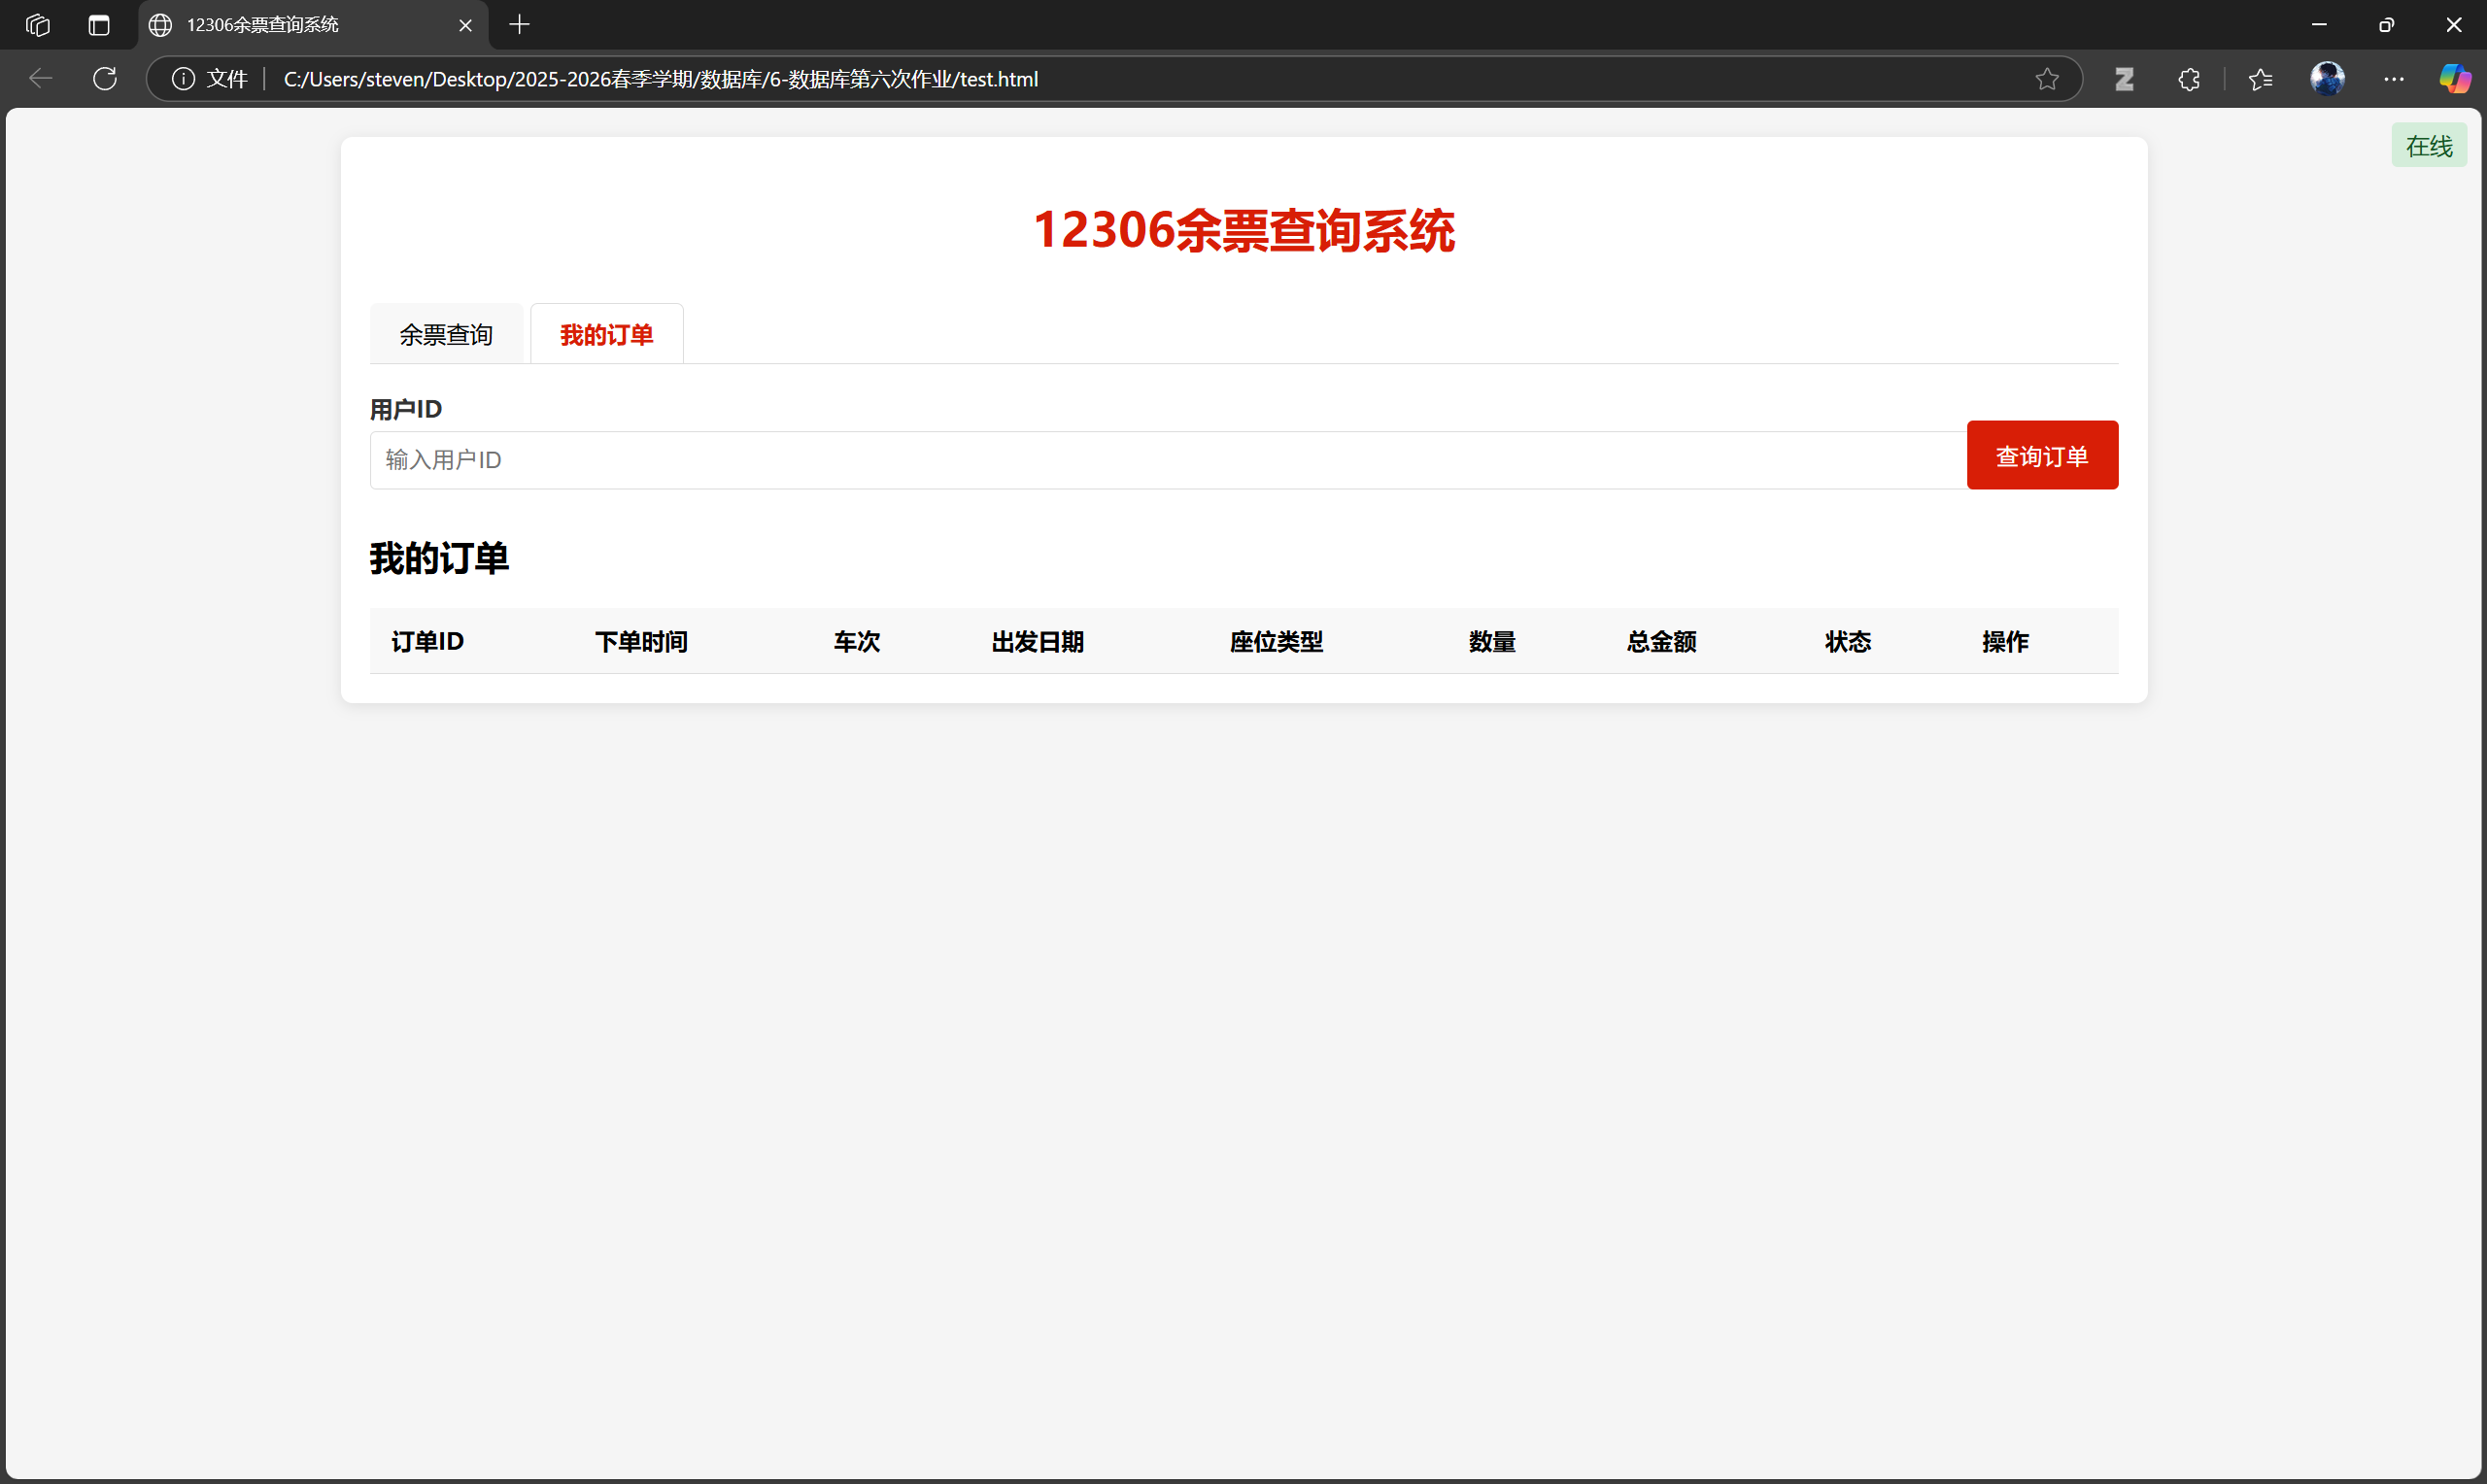 12306余票查询系统
文件
C:/Users/steven/Desktop/2025-2026春季学期/数据库/6-数据库第六次作业/test.html
在线
12306余票查询系统
余票查询
我的订单
用户ID
输入用户ID
查询订单
我的订单
订单ID 下单时间 车次 出发日期 座位类型 数量 总金额 状态 操作